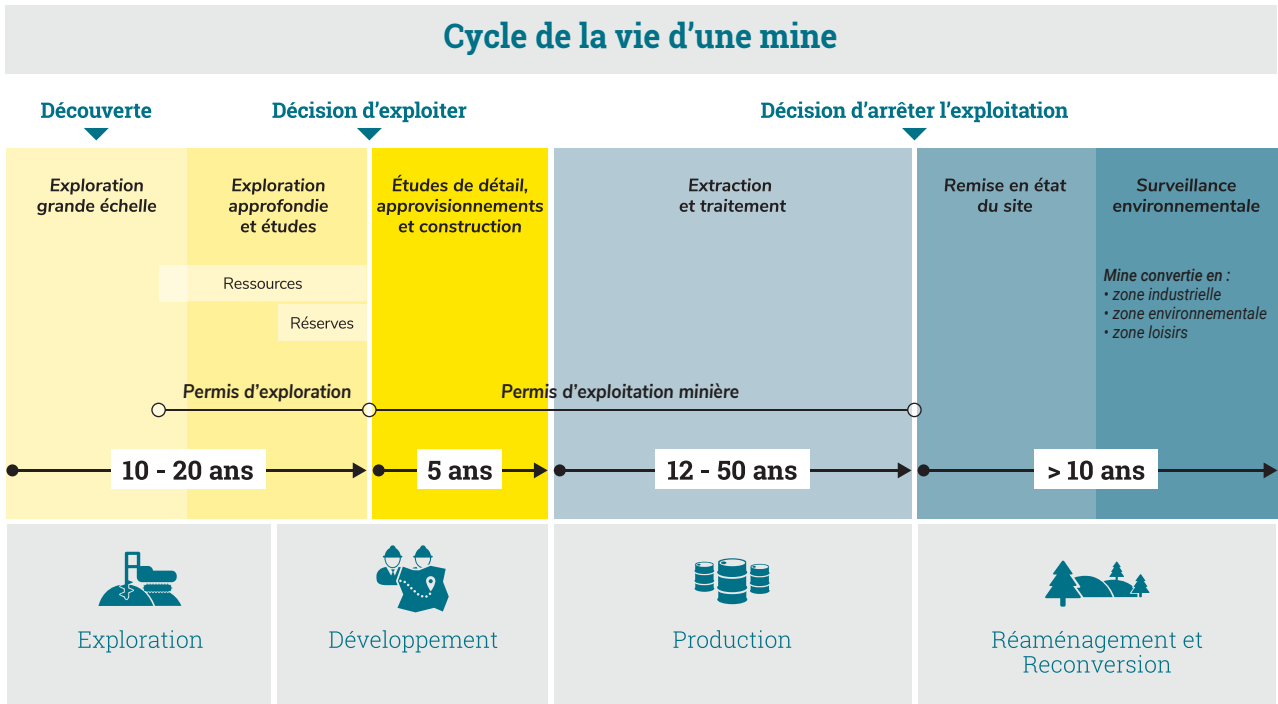 Cycle de la vie d’une mine
Découverte
Décision d’exploiter
Décision d’arrêter l’exploitation
Exploration
grande échelle
Exploration
approfondie
et études
Études de détail,
approvisionnements
et construction
Extraction
et traitement
Remise en état
du site
Surveillance
environnementale
Ressources
Réserves
Mine convertie en :
• zone industrielle
• zone environnementale
• zone loisirs
Permis d’exploration
Permis d’exploitation minière
10 - 20 ans
5 ans
12 - 50 ans
> 10 ans
Exploration
Développement
Production
Réaménagement et
Reconversion